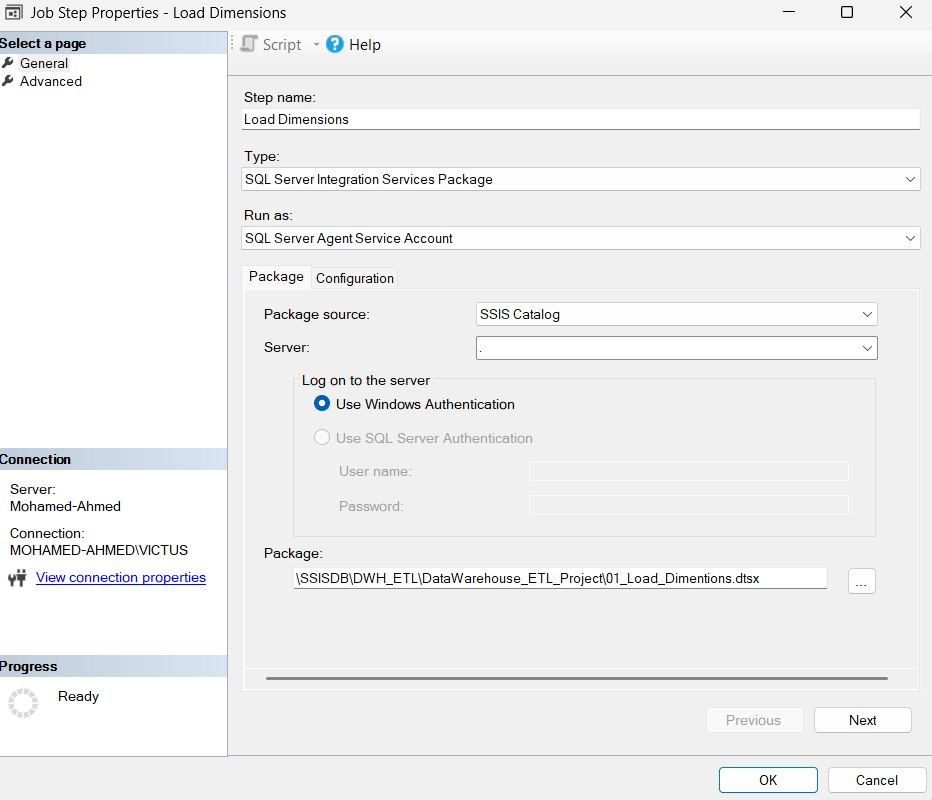 Job Step Properties - Load Dimensions
Select a page
General
Advanced
Script
Help
Step name:
Load Dimensions
Type:
SQL Server Integration Services Package
Run as:
SQL Server Agent Service Account
Package
Configuration
Package source:
SSIS Catalog
Server:
.
Log on to the server
Use Windows Authentication
Use SQL Server Authentication
User name:
Password:
Package:
\SSISDB\DWH_ETL\DataWarehouse_ETL_Project\01_Load_Dimentions.dtsx
...
Connection
Server:
Mohamed-Ahmed
Connection:
MOHAMED-AHMED\VICTUS
View connection properties
Progress
Ready
Previous
Next
OK
Cancel